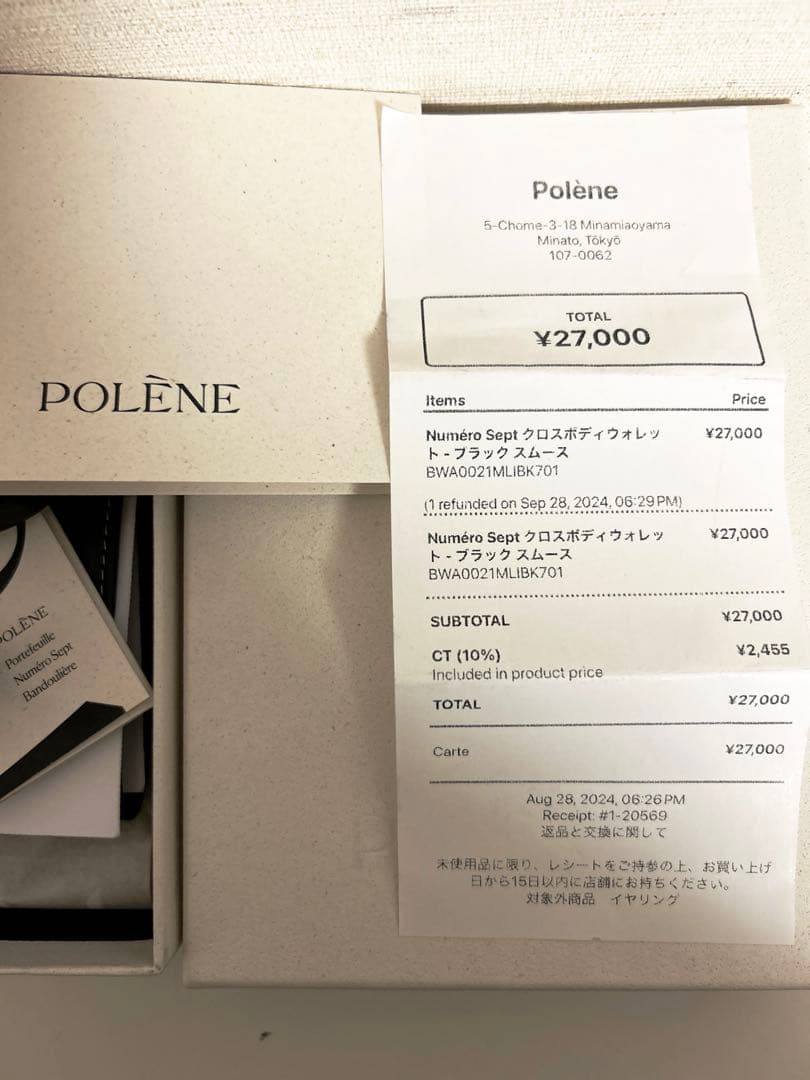 POLÈNE
POLÈNE
Portefeuille
Numéro Sept
Bandoulière
Polène
5-Chome-3-18 Minamiaoyama
Minato, Tōkyō
107-0062
TOTAL
¥27,000
Items Price
Numéro Sept クロスボディウォレッ ¥27,000
ト - ブラック スムース
BWA0021MLIBK701
(1 refunded on Sep 28, 2024, 06:29 PM)
Numéro Sept クロスボディウォレッ ¥27,000
ト - ブラック スムース
BWA0021MLIBK701
SUBTOTAL ¥27,000
CT (10%) ¥2,455
Included in product price
TOTAL ¥27,000
Carte ¥27,000
Aug 28, 2024, 06:26 PM
Receipt: #1-20569
返品と交換に関して
未使用品に限り、レシートをご持参の上、お買い上げ
日から15日以内に店舗にお持ちください。
対象外商品 イヤリング